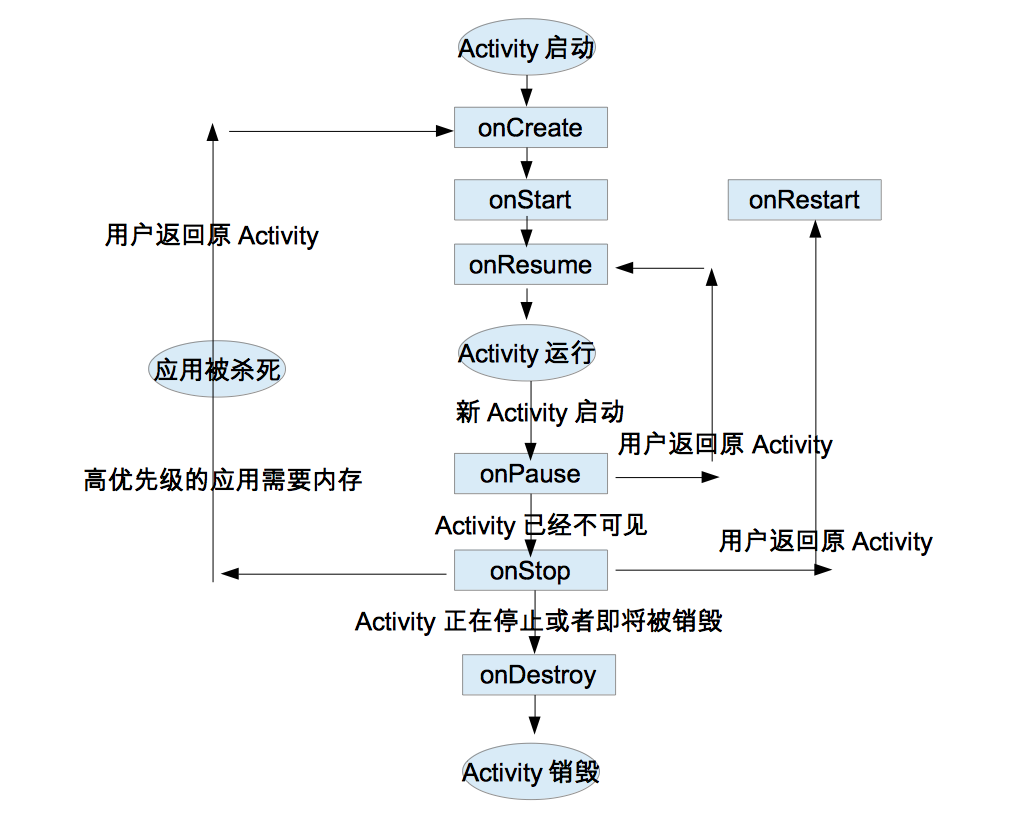 Activity 启动
onCreate
onStart
onRestart
用户返回原 Activity
onResume
Activity 运行
应用被杀死
新 Activity 启动
用户返回原 Activity
onPause
高优先级的应用需要内存
Activity 已经不可见
用户返回原 Activity
onStop
Activity 正在停止或者即将被销毁
onDestroy
Activity 销毁